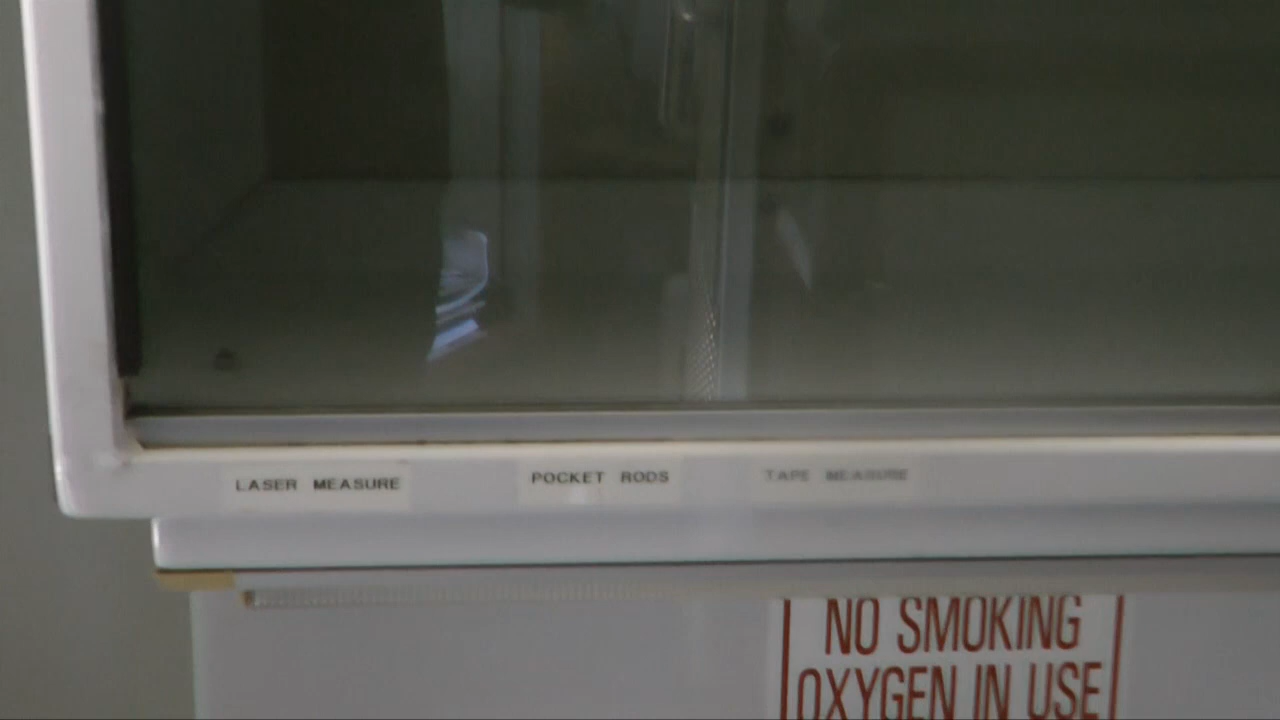 LASER MEASURE
POCKET RODS
TAPE MEASURE
NO SMOKING
OXYGEN IN USE